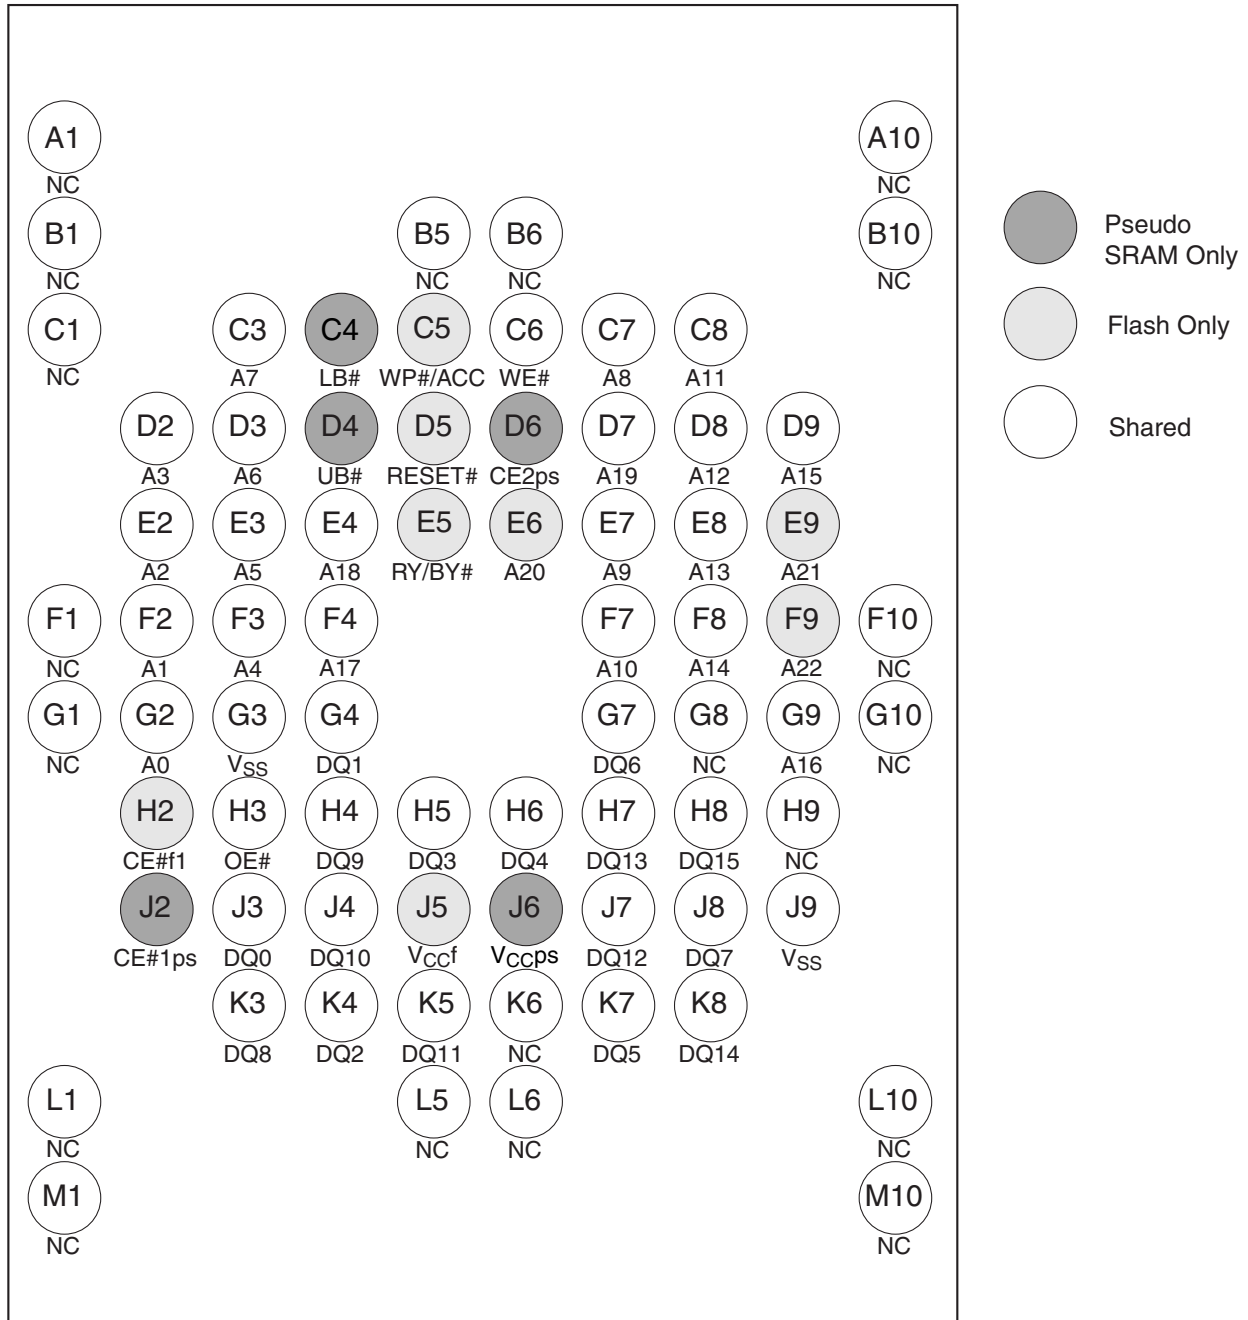 A1 A10
NC NC
B1 B5 B6 B10
NC NC NC NC
C1 C3 C4 C5 C6 C7 C8
NC A7 LB# WP#/ACC WE# A8 A11
D2 D3 D4 D5 D6 D7 D8 D9
A3 A6 UB# RESET# CE2ps A19 A12 A15
E2 E3 E4 E5 E6 E7 E8 E9
A2 A5 A18 RY/BY# A20 A9 A13 A21
F1 F2 F3 F4 F7 F8 F9 F10
NC A1 A4 A17 A10 A14 A22 NC
G1 G2 G3 G4 G7 G8 G9 G10
NC A0 VSS DQ1 DQ6 NC A16 NC
H2 H3 H4 H5 H6 H7 H8 H9
CE#f1 OE# DQ9 DQ3 DQ4 DQ13 DQ15 NC
J2 J3 J4 J5 J6 J7 J8 J9
CE#1ps DQ0 DQ10 VCCf VCCps DQ12 DQ7 VSS
K3 K4 K5 K6 K7 K8
DQ8 DQ2 DQ11 NC DQ5 DQ14
L1 L5 L6 L10
NC NC NC NC
M1 M10
NC NC
Pseudo
SRAM Only
Flash Only
Shared